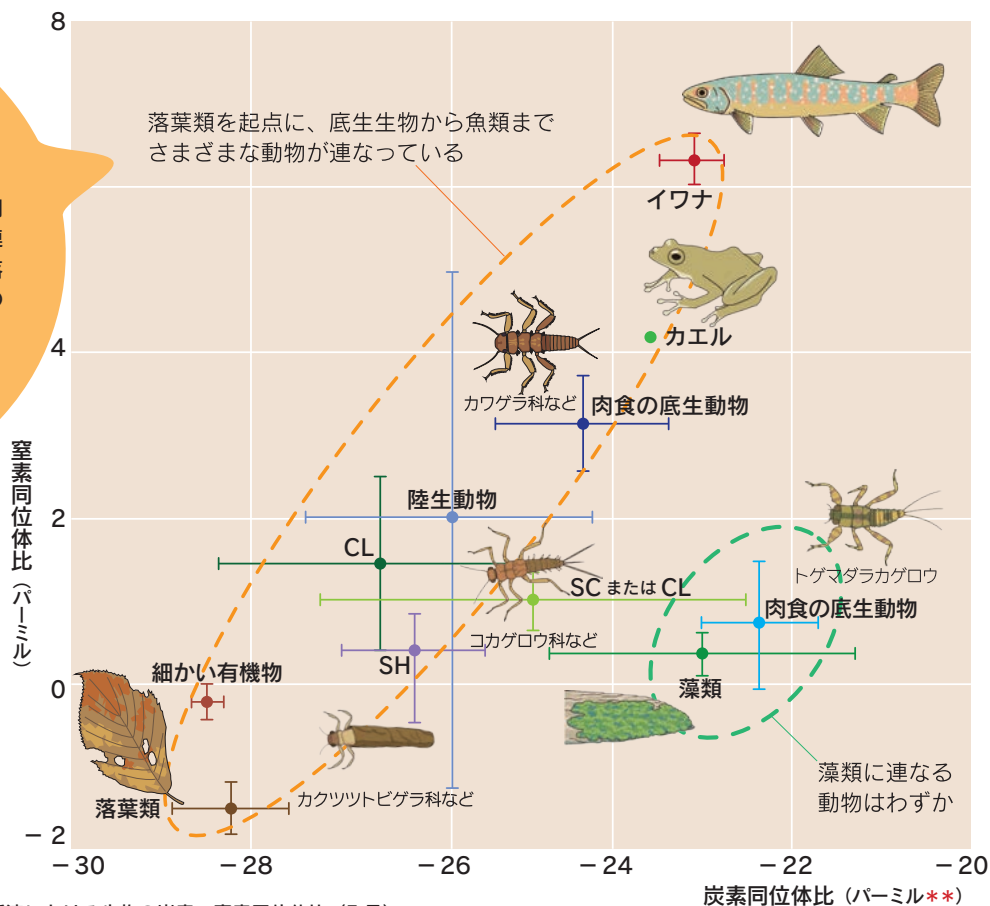 8
落葉類を起点に、底生生物から魚類まで
さまざまな動物が連なっている
イワナ
カエル
4
カワゲラ科など
肉食の底生動物
窒素同位体比（パーミル）
陸生動物
2
CL
SC または CL
トゲマダラカゲロウ
肉食の底生動物
コカゲロウ科など
SH
細かい有機物
0
藻類
藻類に連なる
動物はわずか
カクツツトビゲラ科など
落葉類
－2
－30 －28 －26 －24 －22 －20
炭素同位体比（パーミル**）